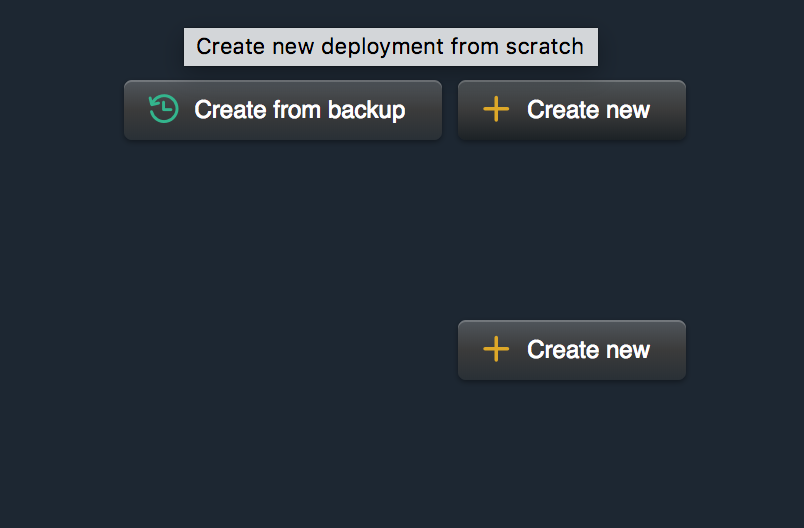 Create new deployment from scratch
Create from backup
Create new
Create new